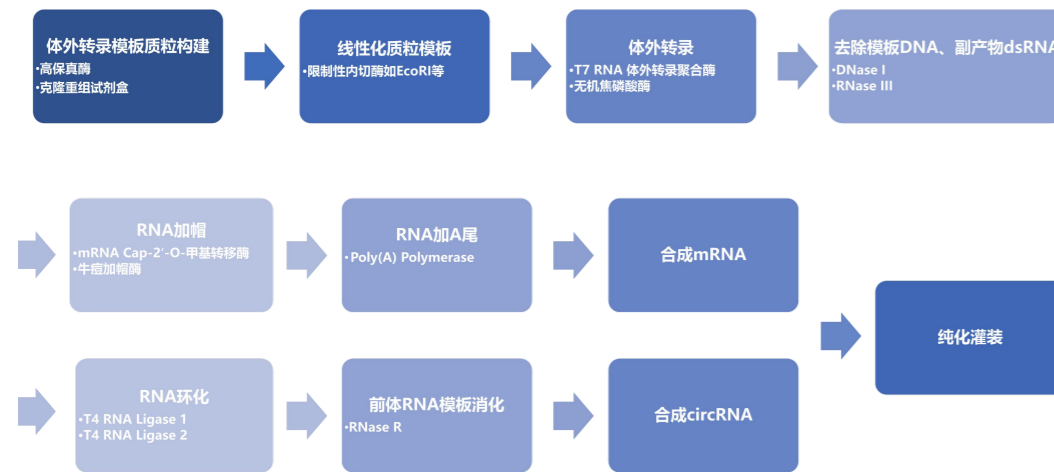 体外转录模板质粒构建
•高保真酶
•克隆重组试剂盒
线性化质粒模板
•限制性内切酶如EcoRI等
体外转录
•T7 RNA 体外转录聚合酶
•无机焦磷酸酶
去除模板DNA、副产物dsRNA
•DNase I
•RNase III
RNA加帽
•mRNA Cap-2'-O-甲基转移酶
•牛痘加帽酶
RNA加A尾
•Poly(A) Polymerase
合成mRNA
纯化灌装
RNA环化
•T4 RNA Ligase 1
•T4 RNA Ligase 2
前体RNA模板消化
•RNase R
合成circRNA